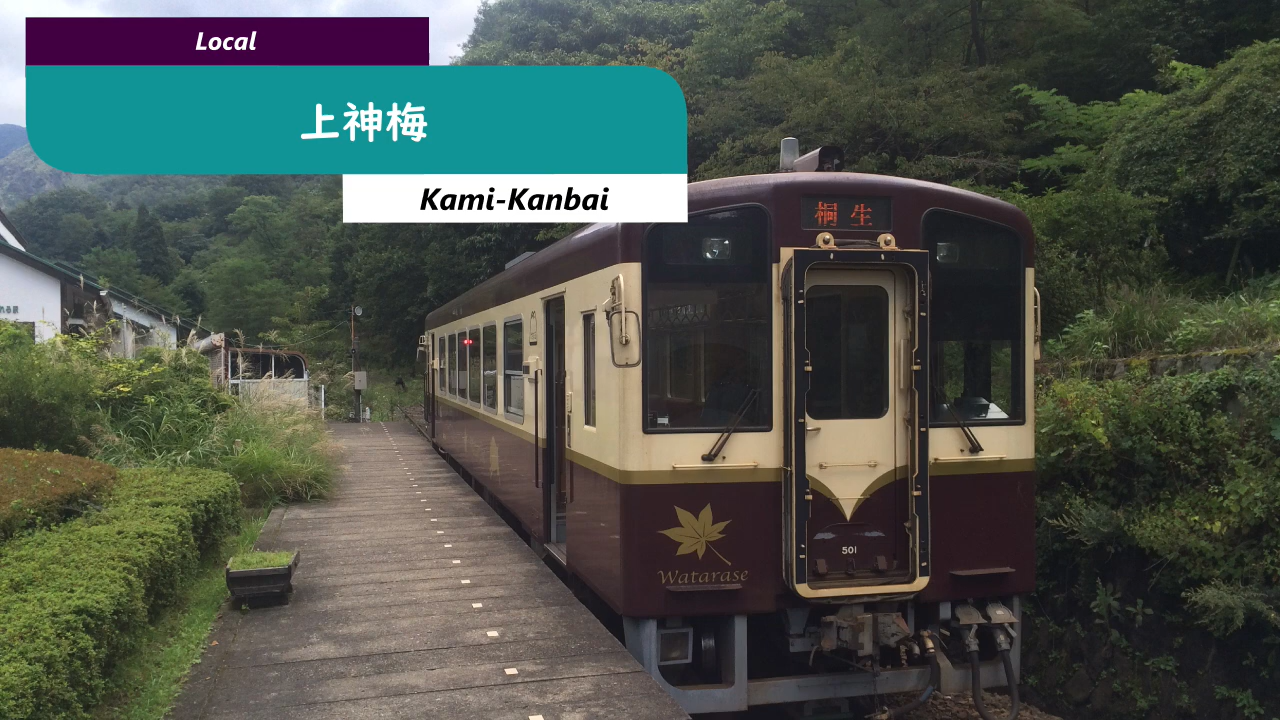 Local
上神梅
Kami-Kanbai
桐生
Watarase
501